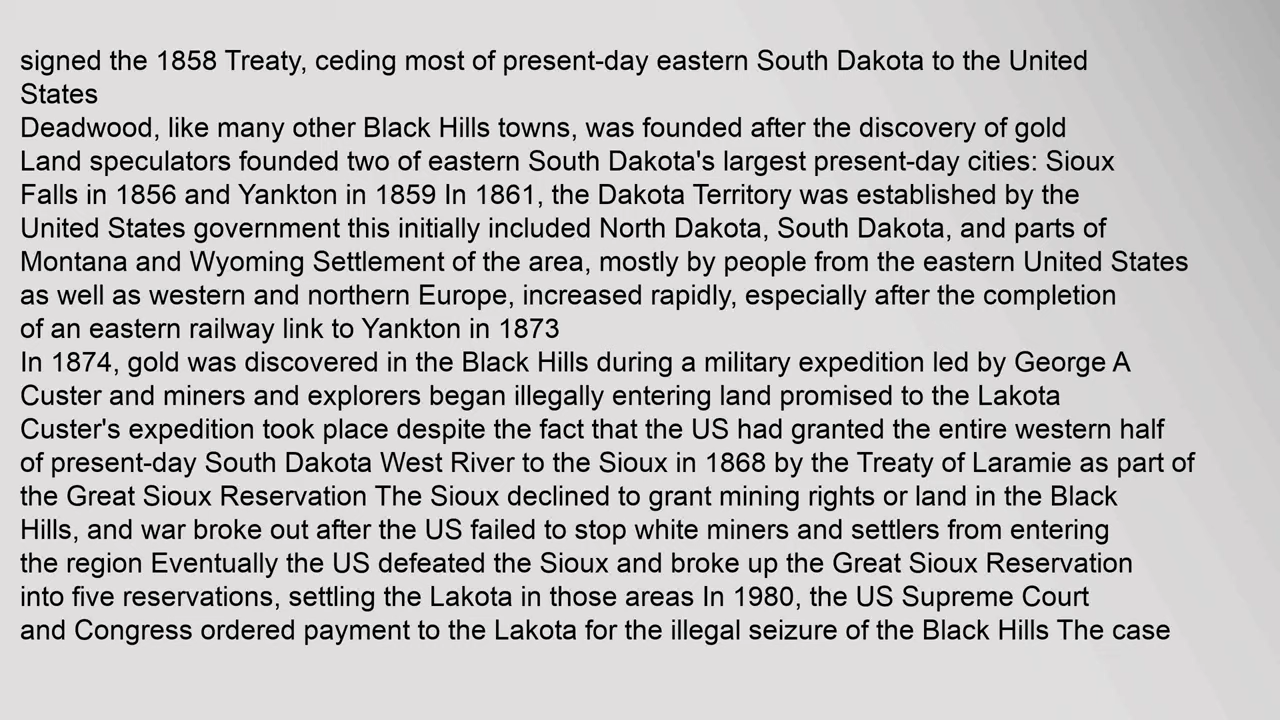 signed the 1858 Treaty, ceding most of present-day eastern South Dakota to the United
States
Deadwood, like many other Black Hills towns, was founded after the discovery of gold
Land speculators founded two of eastern South Dakota's largest present-day cities: Sioux
Falls in 1856 and Yankton in 1859 In 1861, the Dakota Territory was established by the
United States government this initially included North Dakota, South Dakota, and parts of
Montana and Wyoming Settlement of the area, mostly by people from the eastern United States
as well as western and northern Europe, increased rapidly, especially after the completion
of an eastern railway link to Yankton in 1873
In 1874, gold was discovered in the Black Hills during a military expedition led by George A
Custer and miners and explorers began illegally entering land promised to the Lakota
Custer's expedition took place despite the fact that the US had granted the entire western half
of present-day South Dakota West River to the Sioux in 1868 by the Treaty of Laramie as part of
the Great Sioux Reservation The Sioux declined to grant mining rights or land in the Black
Hills, and war broke out after the US failed to stop white miners and settlers from entering
the region Eventually the US defeated the Sioux and broke up the Great Sioux Reservation
into five reservations, settling the Lakota in those areas In 1980, the US Supreme Court
and Congress ordered payment to the Lakota for the illegal seizure of the Black Hills The case